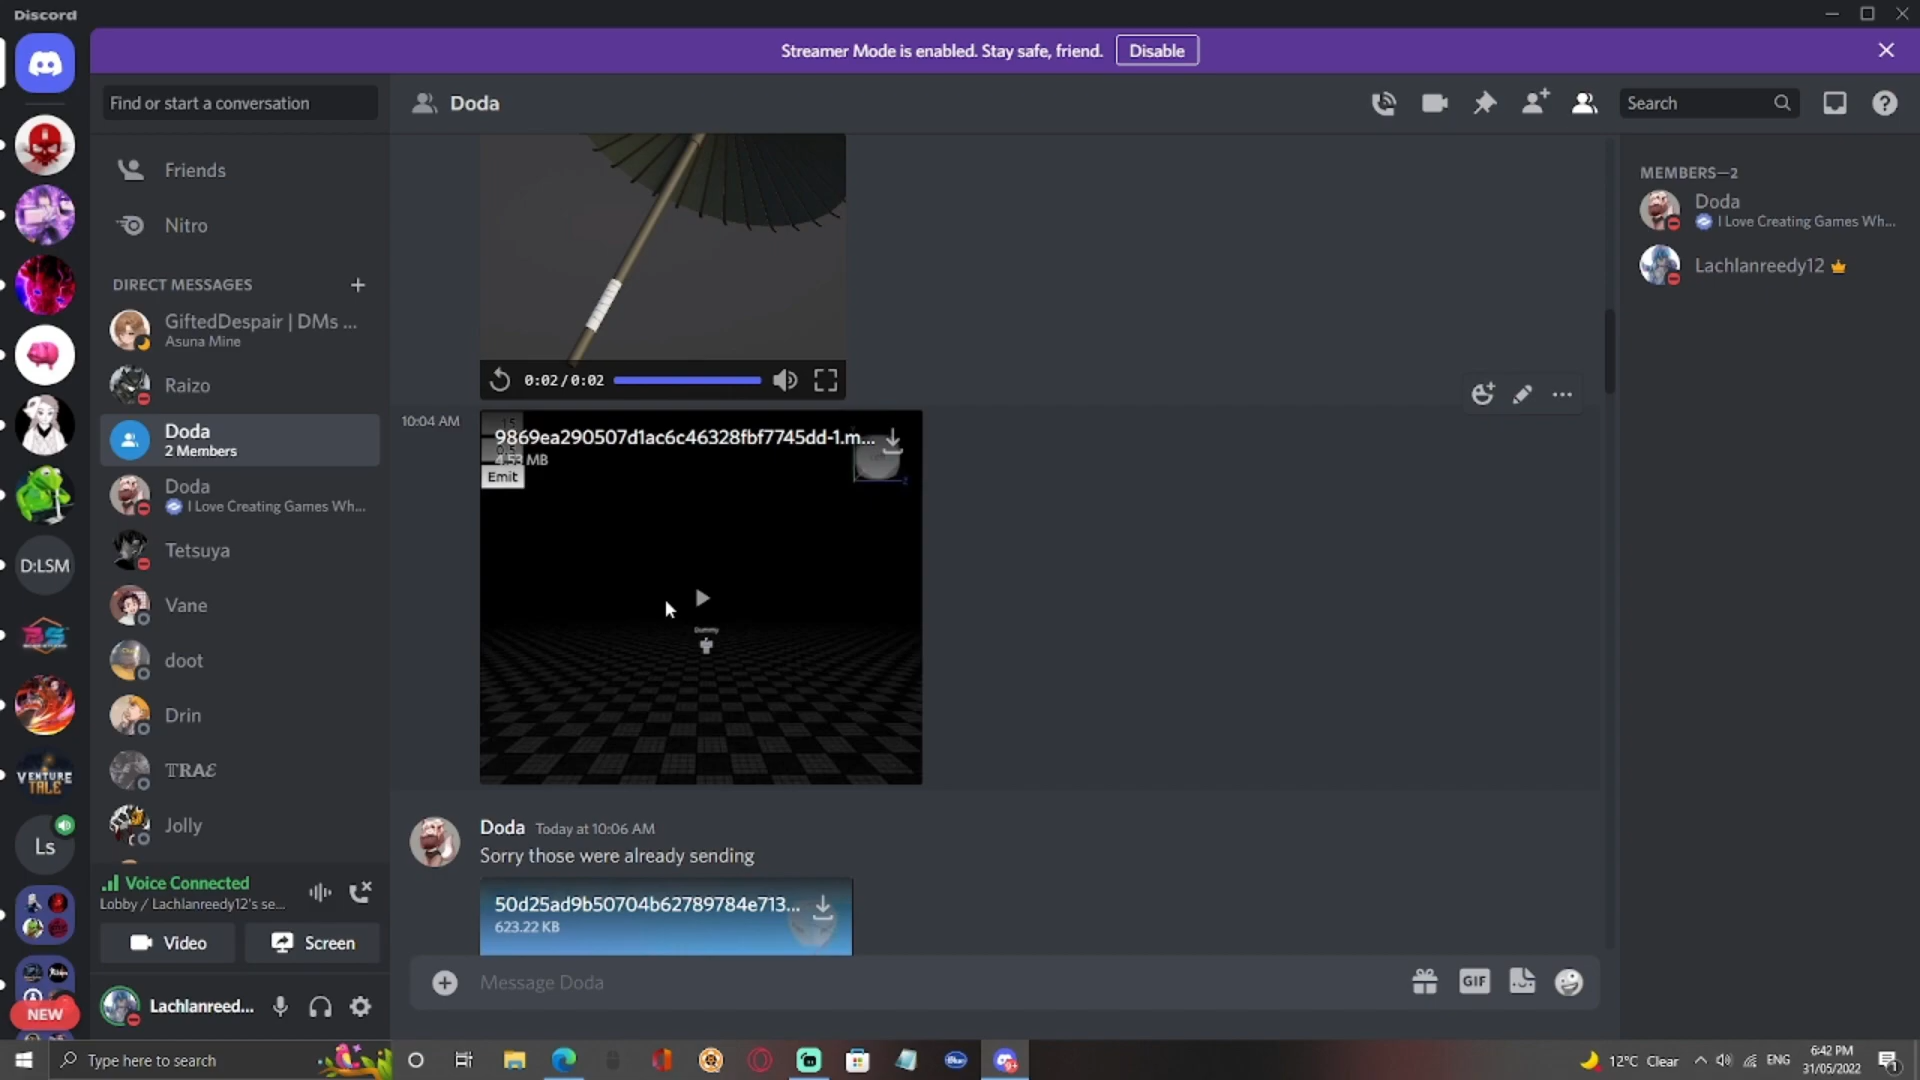 Discord
Streamer Mode is enabled. Stay safe, friend.
Disable
Find or start a conversation
Doda
Search
Friends
Nitro
DIRECT MESSAGES
GiftedDespair | DMs ...
Asuna Mine
Raizo
Doda
2 Members
Doda
I Love Creating Games Wh...
Tetsuya
Vane
doot
Drin
TRAE
Jolly
D:LSM
VENTURE
TALE
Ls
NEW
Voice Connected
Lobby / Lachlanreedy12's se...
Video
Screen
Lachlanreed...
0:02/0:02
10:04 AM
9869ea290507d1ac6c46328fbf7745dd-1.m...
4.53 MB
Emit
Dummy
Doda Today at 10:06 AM
Sorry those were already sending
50d25ad9b50704b62789784e713...
623.22 KB
Message Doda
GIF
MEMBERS—2
Doda
I Love Creating Games Wh...
Lachlanreedy12
Type here to search
12°C Clear
ENG
6:42 PM
31/05/2022